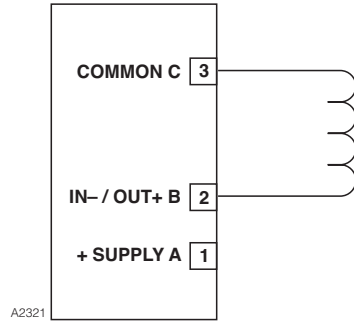 COMMON C 3
IN– / OUT+ B 2
+ SUPPLY A 1
A2321